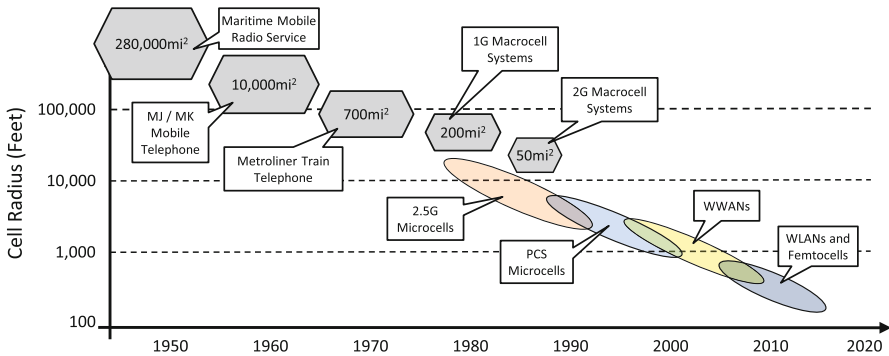 280,000mi²
Maritime Mobile
Radio Service
10,000mi²
MJ / MK
Mobile
Telephone
700mi²
Metroliner Train
Telephone
1G Macrocell
Systems
200mi²
2G Macrocell
Systems
50mi²
2.5G
Microcells
PCS
Microcells
WWANs
WLANs and
Femtocells
Cell Radius (Feet)
100,000
10,000
1,000
100
1950
1960
1970
1980
1990
2000
2010
2020